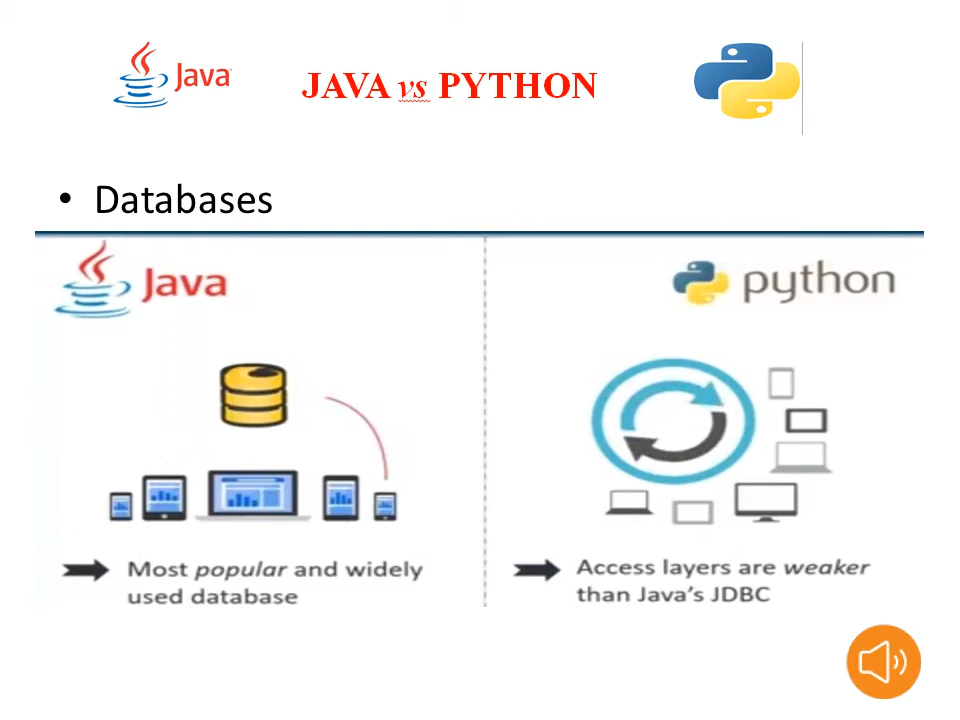 Java
JAVA vs PYTHON
• Databases
Java
python
Most popular and widely
used database
Access layers are weaker
than Java's JDBC